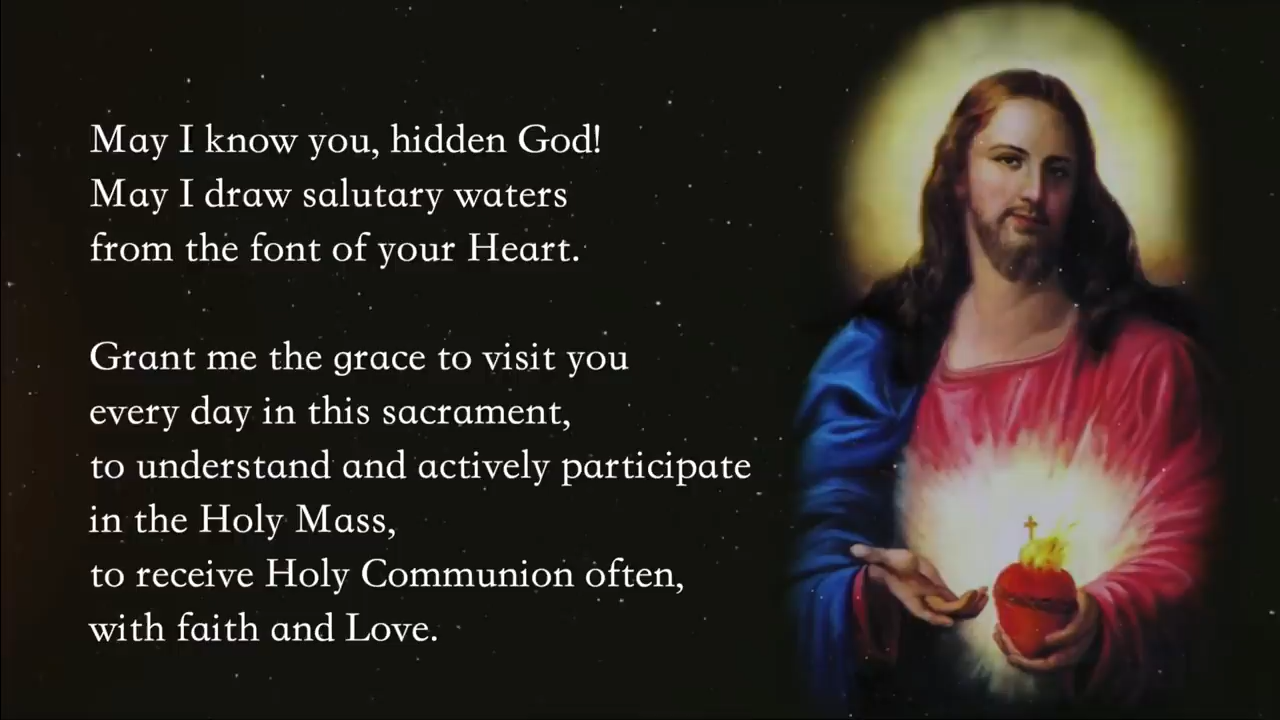 May I know you, hidden God!
May I draw salutary waters
from the font of your Heart.
Grant me the grace to visit you
every day in this sacrament,
to understand and actively participate
in the Holy Mass,
to receive Holy Communion often,
with faith and Love.